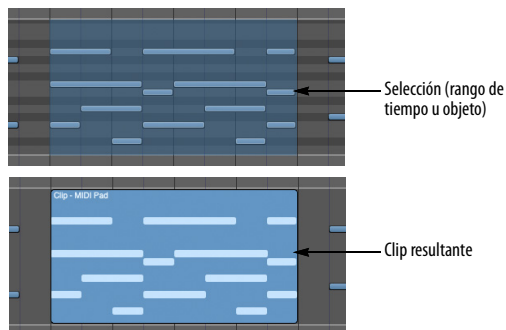 Selección (rango de
tiempo u objeto)
Clip - MIDI Pad
Clip resultante